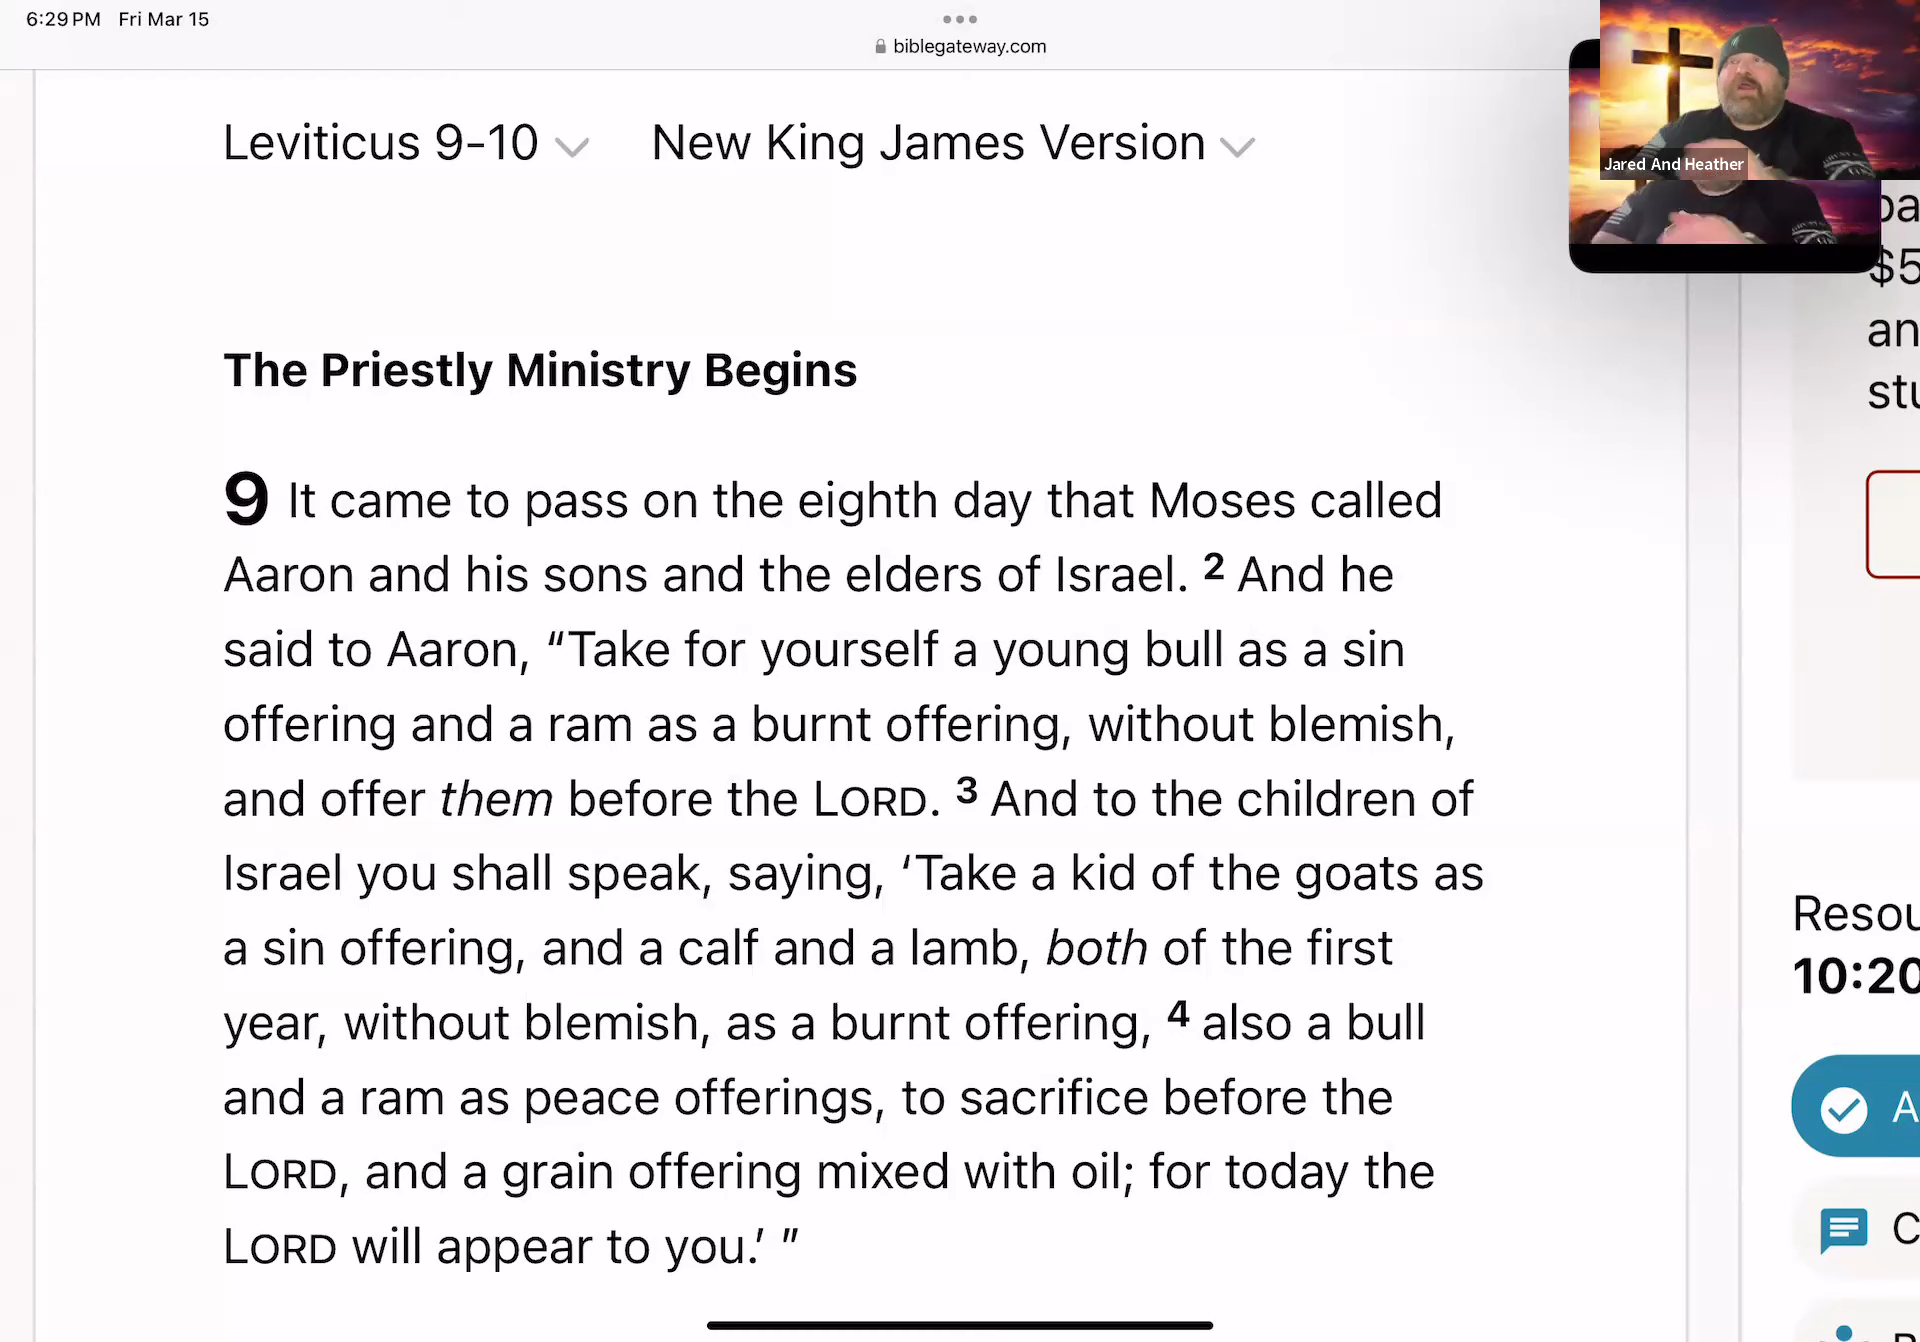 6:29 PM Fri Mar 15
biblegateway.com
Jared And Heather
Leviticus 9-10 New King James Version
The Priestly Ministry Begins
9 It came to pass on the eighth day that Moses called
Aaron and his sons and the elders of Israel. 2 And he
said to Aaron, “Take for yourself a young bull as a sin
offering and a ram as a burnt offering, without blemish,
and offer them before the LORD. 3 And to the children of
Israel you shall speak, saying, ‘Take a kid of the goats as
a sin offering, and a calf and a lamb, both of the first
year, without blemish, as a burnt offering, 4 also a bull
and a ram as peace offerings, to sacrifice before the
LORD, and a grain offering mixed with oil; for today the
LORD will appear to you.’ ”
$5
an
stu
Resou
10:20
A
C